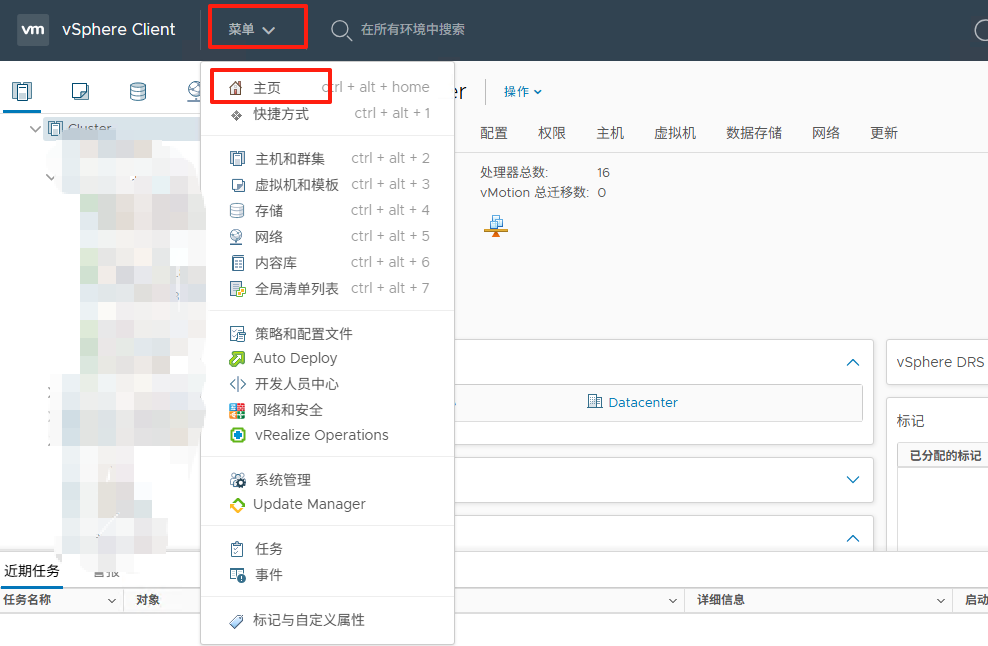 vm vSphere Client 菜单 在所有环境中搜索
主页 ctrl + alt + home
快捷方式 ctrl + alt + 1
主机和群集 ctrl + alt + 2
虚拟机和模板 ctrl + alt + 3
存储 ctrl + alt + 4
网络 ctrl + alt + 5
内容库 ctrl + alt + 6
全局清单列表 ctrl + alt + 7
策略和配置文件
Auto Deploy
开发人员中心
网络和安全
vRealize Operations
系统管理
Update Manager
任务
事件
标记与自定义属性
Cluster
操作
配置 权限 主机 虚拟机 数据存储 网络 更新
处理器总数: 16
vMotion 总迁移数: 0
Datacenter
vSphere DRS
标记
已分配的标记
近期任务
任务名称 对象 详细信息 启动